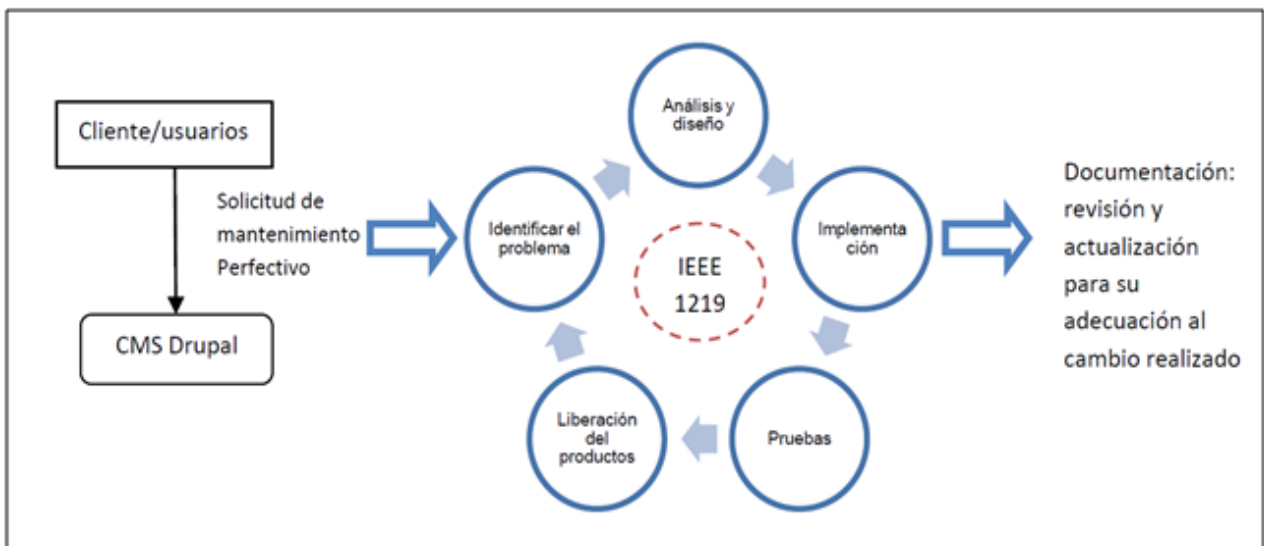 Cliente/usuarios
CMS Drupal
Solicitud de
mantenimiento
Perfectivo
Identificar el
problema
Análisis y
diseño
Implementa
ción
Pruebas
Liberación
del
productos
IEEE
1219
Documentación:
revisión y
actualización
para su
adecuación al
cambio realizado